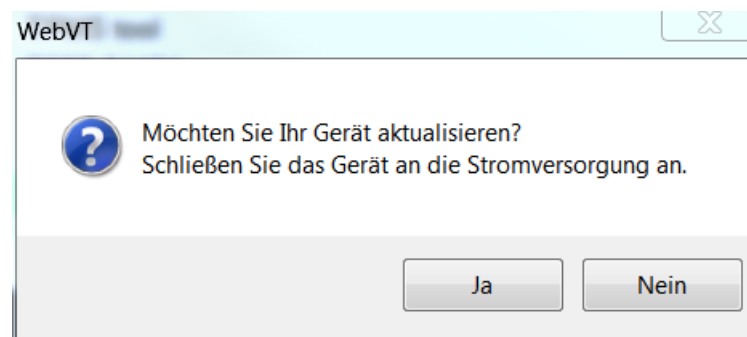 WebVT
Möchten Sie Ihr Gerät aktualisieren?
Schließen Sie das Gerät an die Stromversorgung an.
Ja
Nein